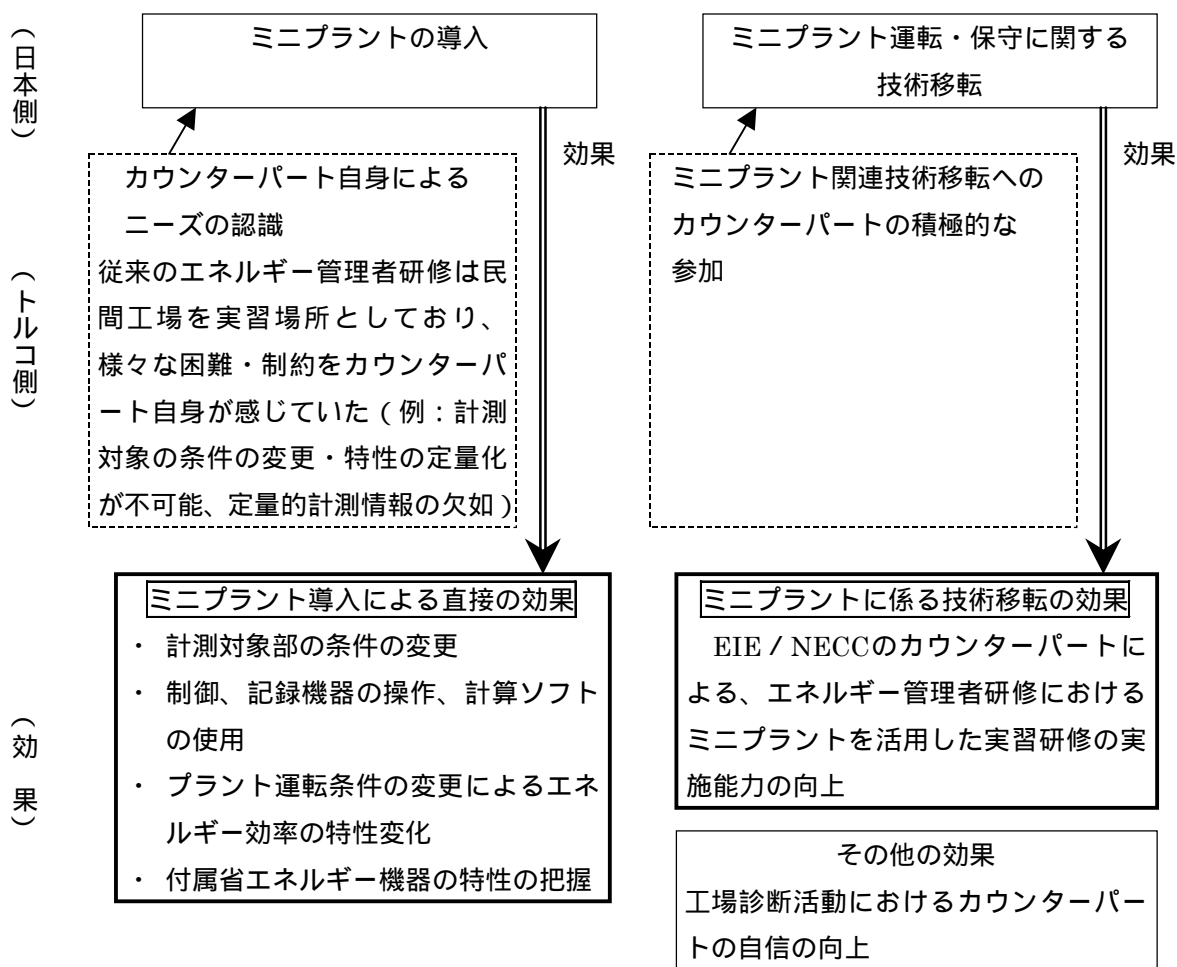 (日本側)
ミニプラントの導入
ミニプラント運転・保守に関する
技術移転
効果
効果
(トルコ側)
カウンターパート自身による
ニーズの認識
従来のエネルギー管理者研修は民
間工場を実習場所としており、
様々な困難・制約をカウンターパ
ート自身が感じていた(例:計測
対象の条件の変更・特性の定量化
が不可能、定量的計測情報の欠如)
ミニプラント関連技術移転への
カウンターパートの積極的な
参加
(効 果)
ミニプラント導入による直接の効果
・ 計測対象部の条件の変更
・ 制御、記録機器の操作、計算ソフト
の使用
・ プラント運転条件の変更によるエネ
ルギー効率の特性変化
・ 付属省エネルギー機器の特性の把握
ミニプラントに係る技術移転の効果
EIE/NECCのカウンターパートに
よる、エネルギー管理者研修における
ミニプラントを活用した実習研修の実
施能力の向上
その他の効果
工場診断活動におけるカウンターパー
トの自信の向上